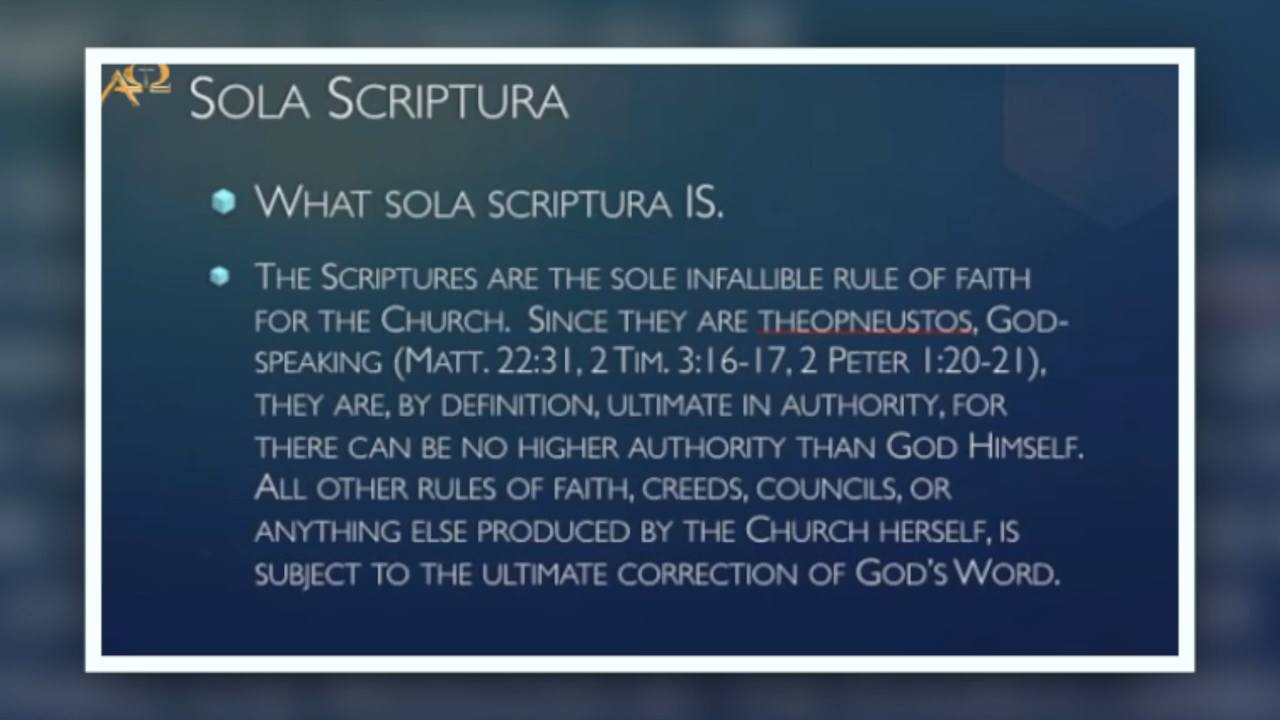 ΑΩ
SOLA SCRIPTURA
WHAT SOLA SCRIPTURA IS.
THE SCRIPTURES ARE THE SOLE INFALLIBLE RULE OF FAITH
FOR THE CHURCH. SINCE THEY ARE THEOPNEUSTOS, GOD-
SPEAKING (MATT. 22:31, 2 TIM. 3:16-17, 2 PETER 1:20-21),
THEY ARE, BY DEFINITION, ULTIMATE IN AUTHORITY, FOR
THERE CAN BE NO HIGHER AUTHORITY THAN GOD HIMSELF.
ALL OTHER RULES OF FAITH, CREEDS, COUNCILS, OR
ANYTHING ELSE PRODUCED BY THE CHURCH HERSELF, IS
SUBJECT TO THE ULTIMATE CORRECTION OF GOD'S WORD.